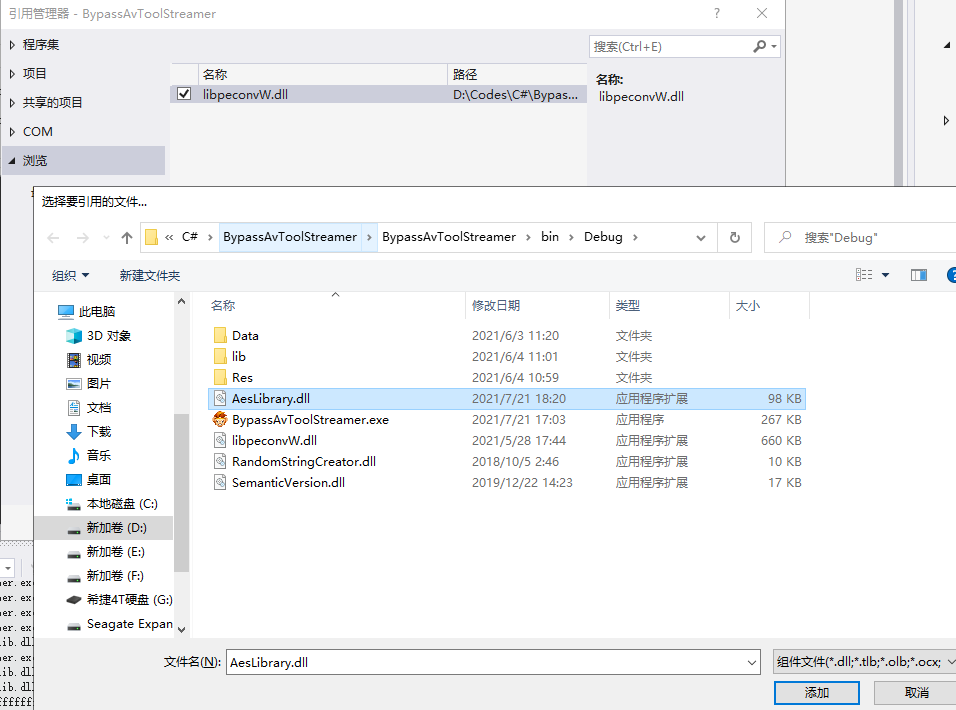 引用管理器 - BypassAvToolStreamer
程序集
项目
共享的项目
COM
浏览
搜索(Ctrl+E)
名称 路径
libpeconvW.dll D:\Codes\C#\Bypas...
名称:
libpeconvW.dll
选择要引用的文件...
« C# › BypassAvToolStreamer › BypassAvToolStreamer › bin › Debug ›
搜索"Debug"
组织 新建文件夹
此电脑
3D 对象
视频
图片
文档
下载
音乐
桌面
本地磁盘 (C:)
新加卷 (D:)
新加卷 (E:)
新加卷 (F:)
希捷4T硬盘 (G:)
Seagate Expan
名称 修改日期 类型 大小
Data 2021/6/3 11:20 文件夹
lib 2021/6/4 11:01 文件夹
Res 2021/6/4 10:59 文件夹
AesLibrary.dll 2021/7/21 18:20 应用程序扩展 98 KB
BypassAvToolStreamer.exe 2021/7/21 17:03 应用程序 267 KB
libpeconvW.dll 2021/5/28 17:44 应用程序扩展 660 KB
RandomStringCreator.dll 2018/10/5 2:46 应用程序扩展 10 KB
SemanticVersion.dll 2019/12/22 14:23 应用程序扩展 17 KB
文件名(N): AesLibrary.dll
组件文件(*.dll;*.tlb;*.olb;*.ocx;
添加 取消